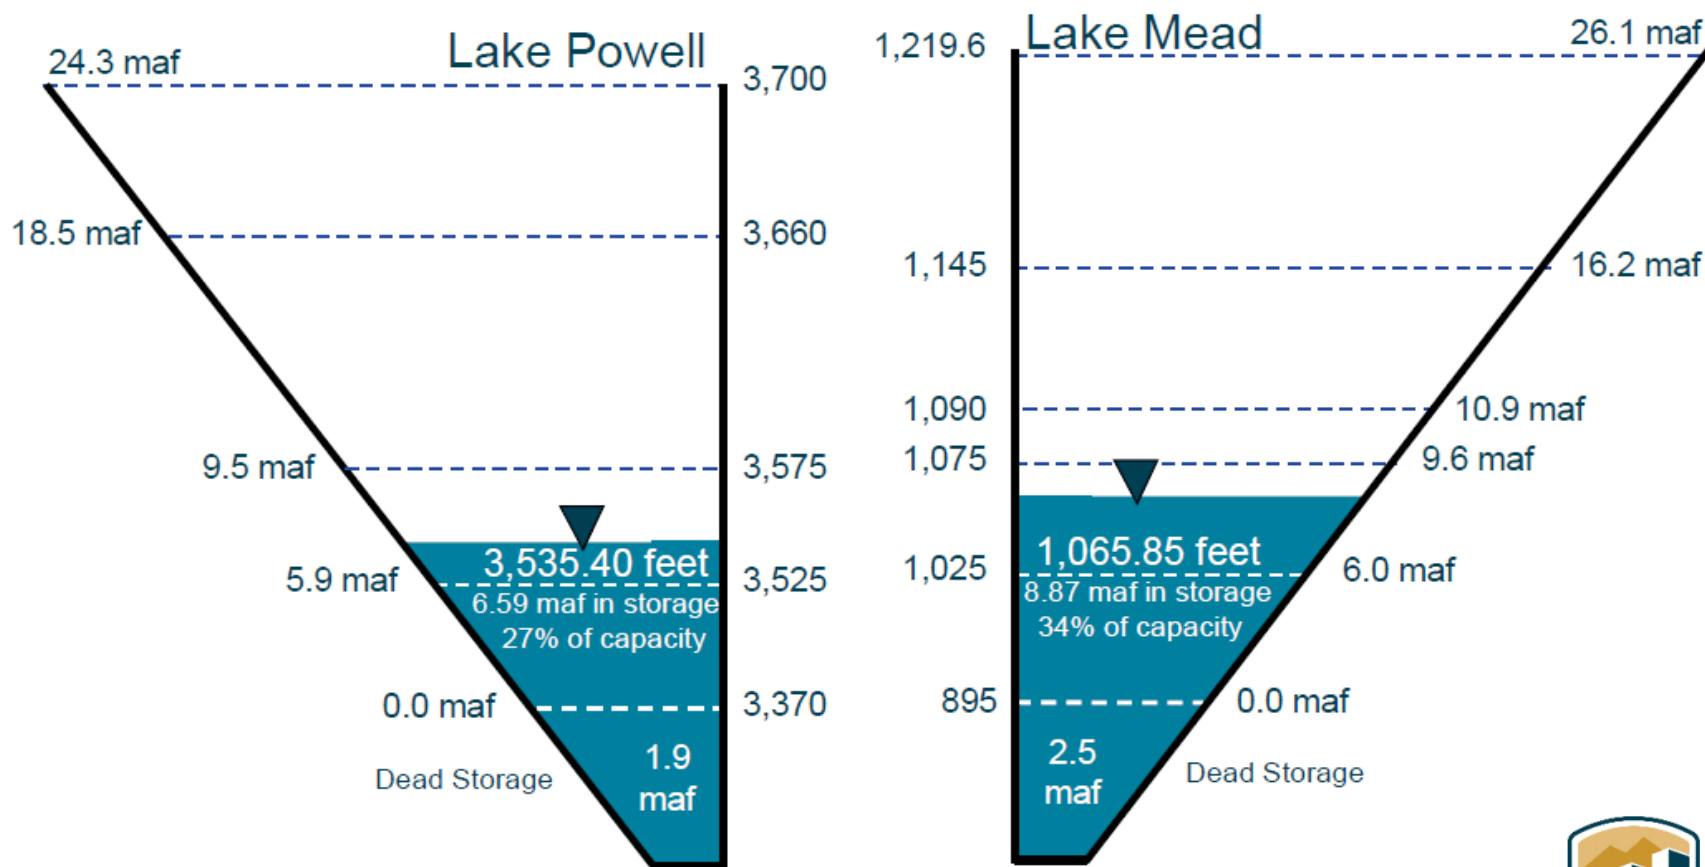 Lake Powell
24.3 maf
3,700
18.5 maf
3,660
9.5 maf
3,575
3,535.40 feet
5.9 maf
3,525
6.59 maf in storage
27% of capacity
0.0 maf
3,370
1.9
maf
Dead Storage
Lake Mead
1,219.6
26.1 maf
1,145
16.2 maf
1,090
10.9 maf
1,075
9.6 maf
1,065.85 feet
1,025
6.0 maf
8.87 maf in storage
34% of capacity
895
0.0 maf
2.5
maf
Dead Storage